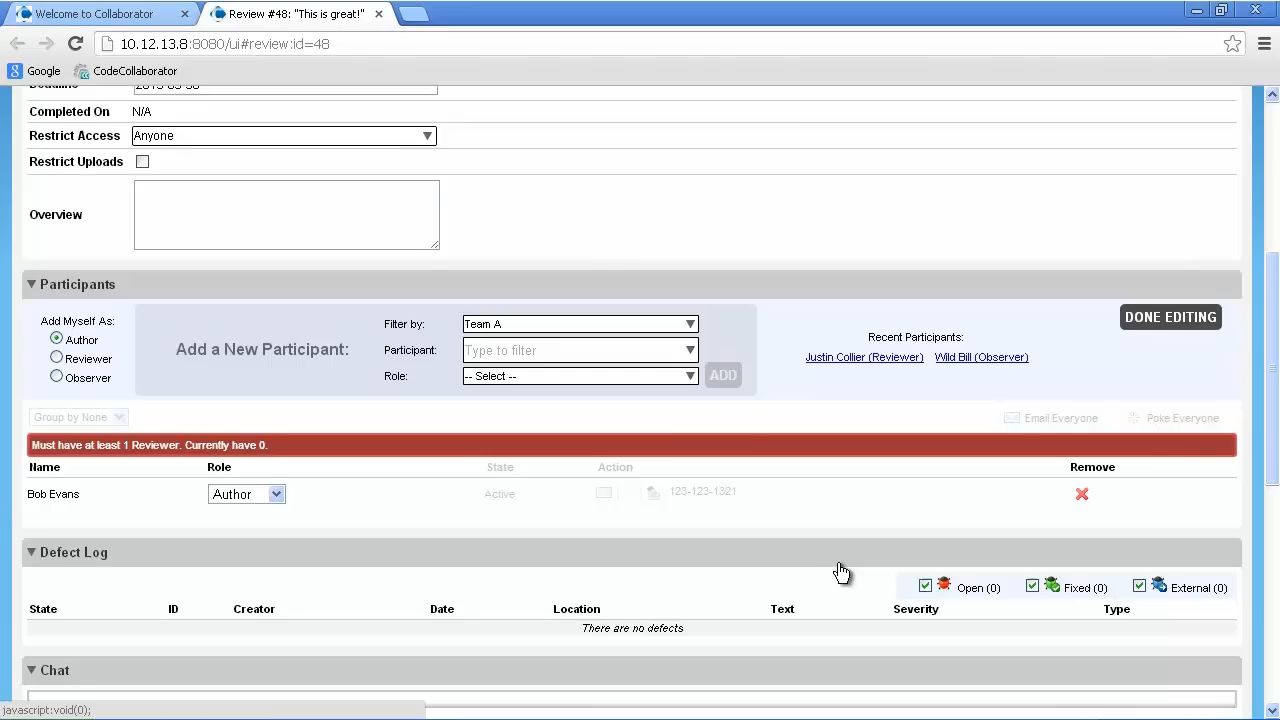 Welcome to Collaborator
Review #48: "This is great!"
10.12.13.8:8080/ui#review:id=48
Google
CodeCollaborator
Completed On N/A
Restrict Access Anyone
Restrict Uploads
Overview
Participants
Add Myself As:
Author
Reviewer
Observer
Add a New Participant:
Filter by: Team A
Participant: Type to filter
Role: -- Select --
ADD
Recent Participants:
Justin Collier (Reviewer) Wild Bill (Observer)
DONE EDITING
Group by None
Email Everyone Poke Everyone
Must have at least 1 Reviewer. Currently have 0.
Name Role State Action Remove
Bob Evans Author Active 123-123-1321
Defect Log
Open (0) Fixed (0) External (0)
State ID Creator Date Location Text Severity Type
There are no defects
Chat
javascript:void(0);